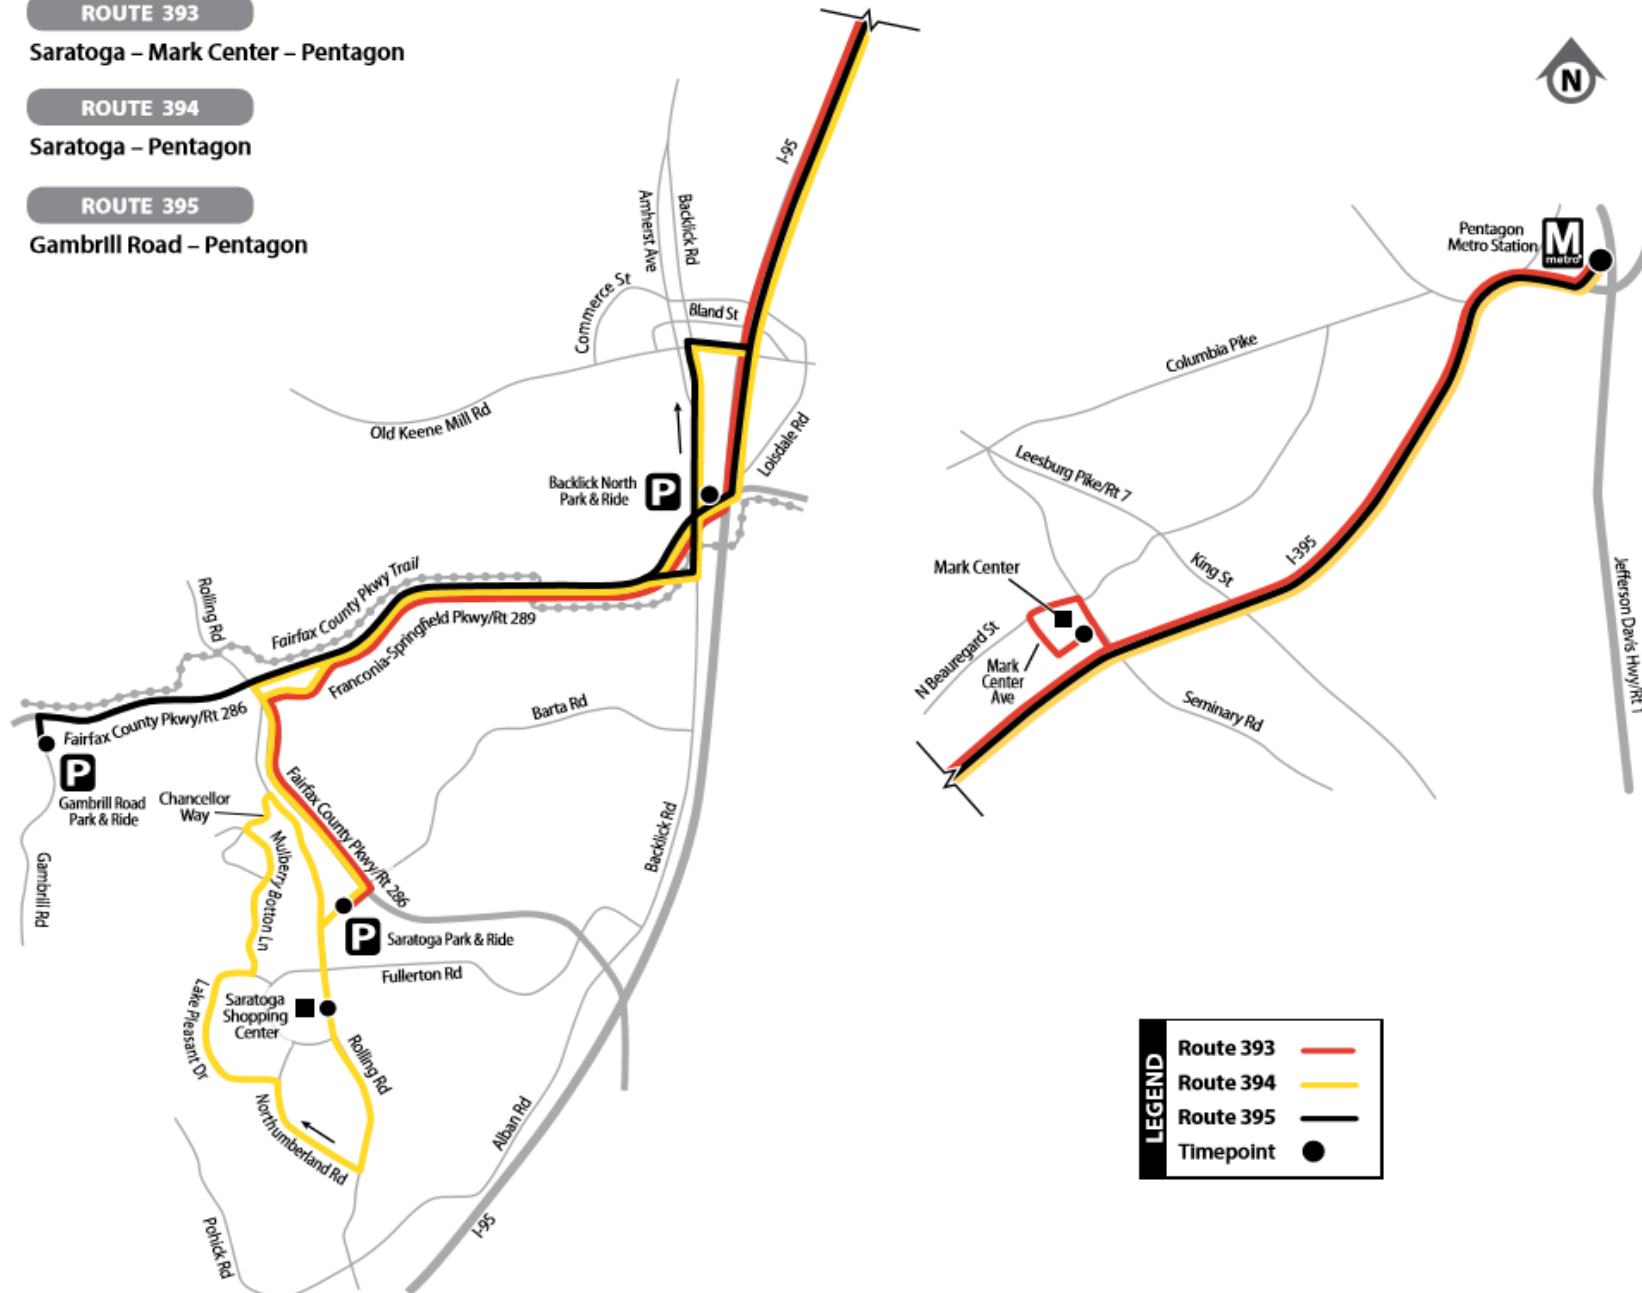 ROUTE 393
Saratoga – Mark Center – Pentagon
ROUTE 394
Saratoga – Pentagon
ROUTE 395
Gambrill Road – Pentagon
N
I-95
Amherst Ave
Backlick Rd
Commerce St
Bland St
Old Keene Mill Rd
Loisdale Rd
Backlick North
Park & Ride
P
Rolling Rd
Fairfax County Pkwy Trail
Franconia-Springfield Pkwy/Rt 289
Fairfax County Pkwy/Rt 286
P
Gambrill Road
Park & Ride
Gambrill Rd
Chancellor
Way
Mulberry Botton Ln
Fairfax County Pkwy/Rt 286
Barta Rd
Backlick Rd
P
Saratoga Park & Ride
Fullerton Rd
Saratoga
Shopping
Center
Lake Pleasant Dr
Rolling Rd
Northumberland Rd
Alban Rd
Pohick Rd
I-95
Pentagon
Metro Station
M
metro
Columbia Pike
Leesburg Pike/Rt 7
King St
I-395
Mark Center
N Beauregard St
Mark
Center
Ave
Seminary Rd
Jefferson Davis Hwy/Rt 1
LEGEND
Route 393
Route 394
Route 395
Timepoint